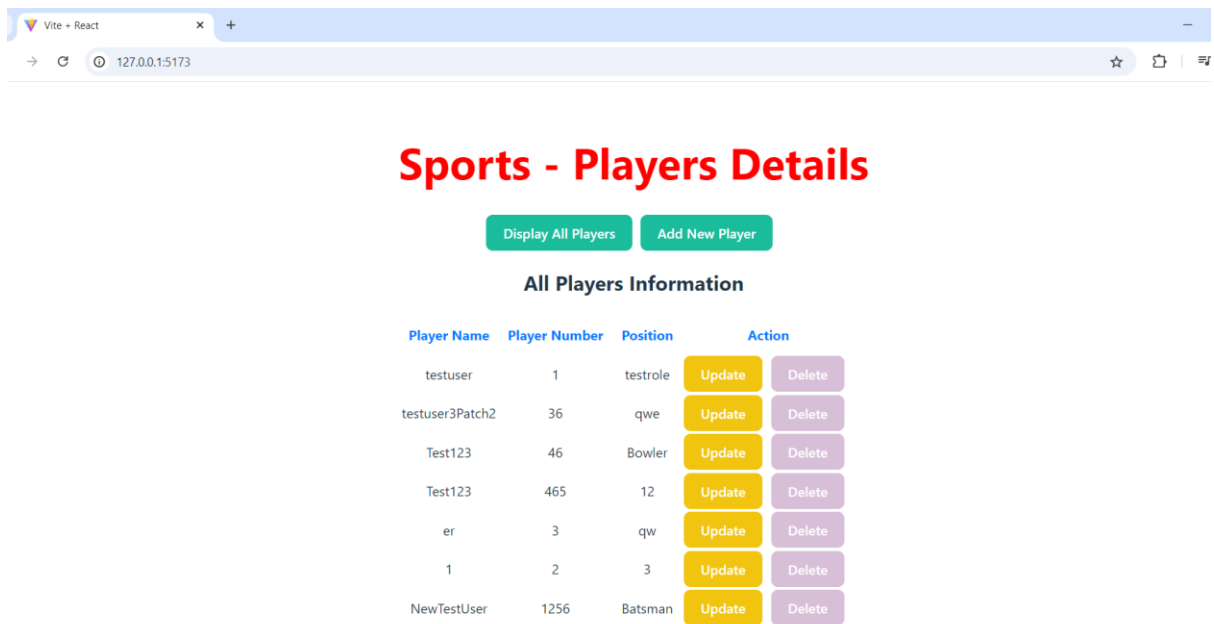 Vite + React
127.0.0.1:5173
Sports - Players Details
Display All Players Add New Player
All Players Information
Player Name Player Number Position Action
testuser 1 testrole Update Delete
testuser3Patch2 36 qwe Update Delete
Test123 46 Bowler Update Delete
Test123 465 12 Update Delete
er 3 qw Update Delete
1 2 3 Update Delete
NewTestUser 1256 Batsman Update Delete